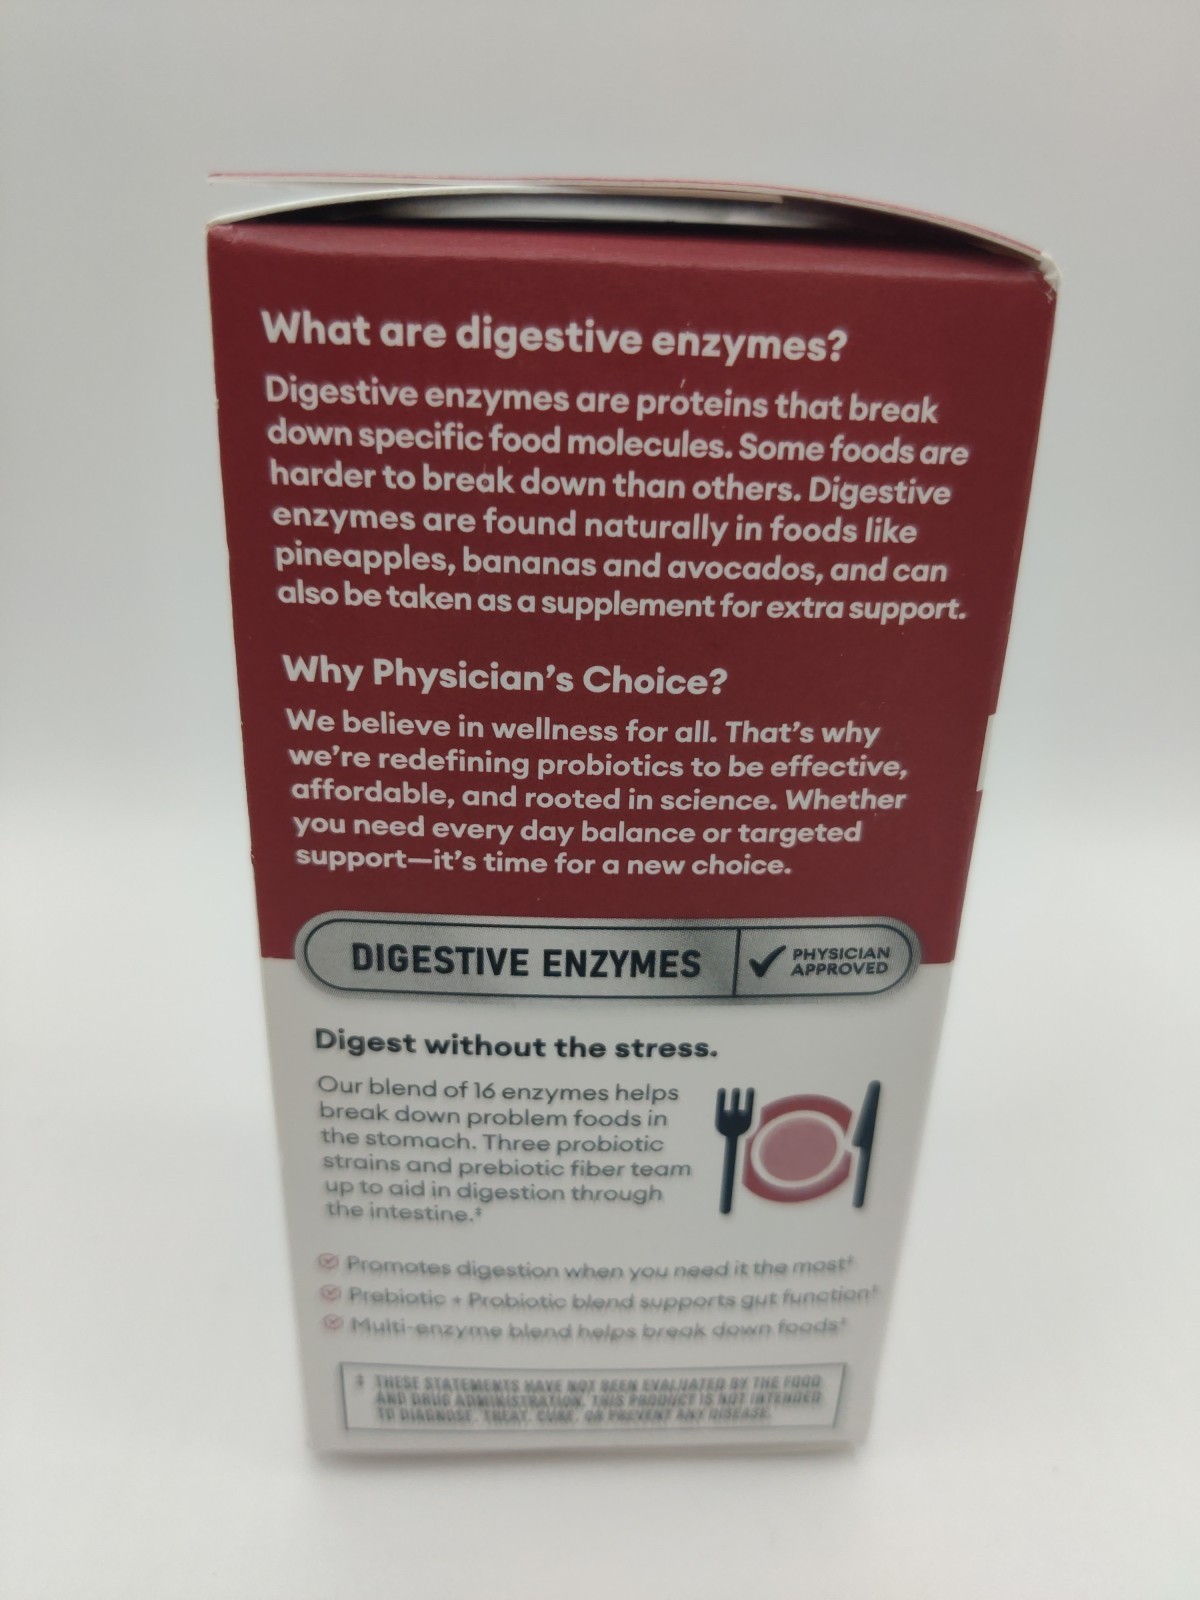 What are digestive enzymes?
Digestive enzymes are proteins that break
down specific food molecules. Some foods are
harder to break down than others. Digestive
enzymes are found naturally in foods like
pineapples, bananas and avocados, and can
also be taken as a supplement for extra support.
Why Physician's Choice?
We believe in wellness for all. That's why
we're redefining probiotics to be effective,
affordable, and rooted in science. Whether
you need every day balance or targeted
support—it's time for a new choice.
DIGESTIVE ENZYMES
PHYSICIAN
APPROVED
Digest without the stress.
Our blend of 16 enzymes helps
break down problem foods in
the stomach. Three probiotic
strains and prebiotic fiber team
up to aid in digestion through
the intestine.‡
Promotes digestion when you need it the most‡
Prebiotic + Probiotic blend supports gut function‡
Multi-enzyme blend helps break down foods‡
‡ THESE STATEMENTS HAVE NOT BEEN EVALUATED BY THE FOOD
AND DRUG ADMINISTRATION. THIS PRODUCT IS NOT INTENDED
TO DIAGNOSE, TREAT, CURE, OR PREVENT ANY DISEASE.